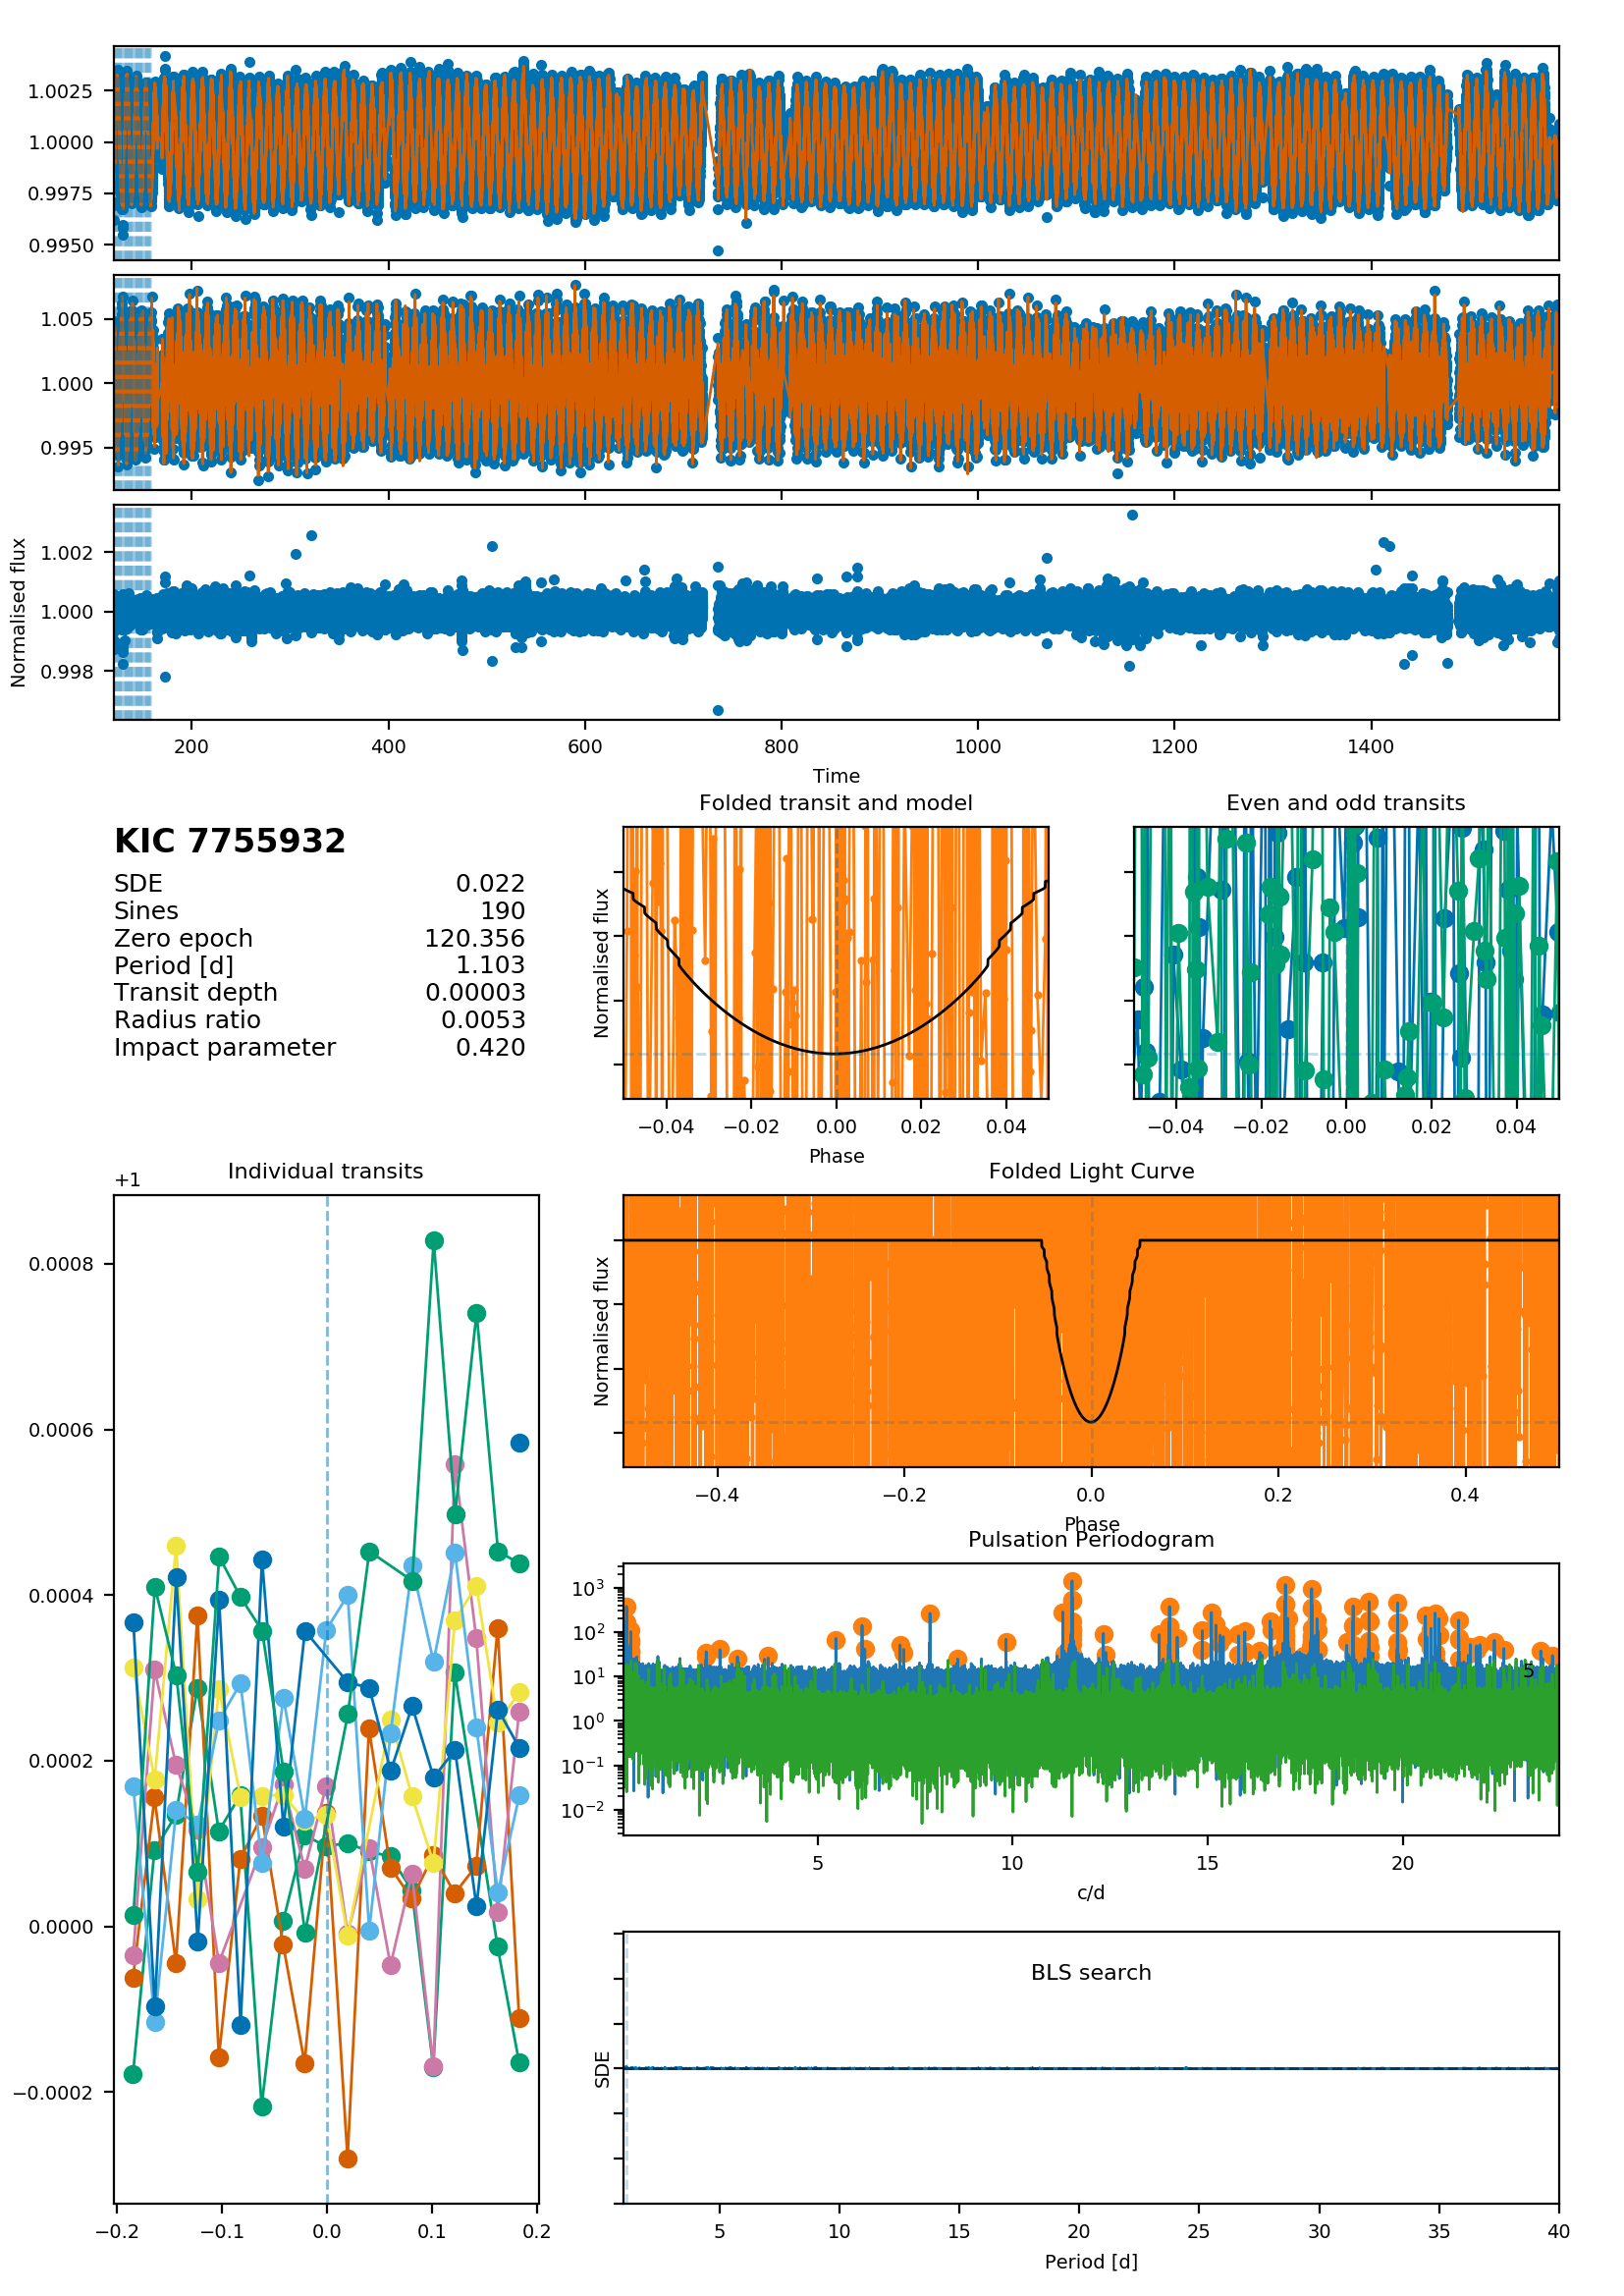 1.0025
1.0000
0.9975
0.9950
1.005
1.000
0.995
1.002
1.000
0.998
Normalised flux
200 400 600 800 1000 1200 1400
Time
KIC 7755932
SDE 0.022
Sines 190
Zero epoch 120.356
Period [d] 1.103
Transit depth 0.00003
Radius ratio 0.0053
Impact parameter 0.420
Folded transit and model
Normalised flux
−0.04 −0.02 0.00 0.02 0.04
Phase
Even and odd transits
−0.04 −0.02 0.00 0.02 0.04
Individual transits
+1
0.0008
0.0006
0.0004
0.0002
0.0000
−0.0002
−0.2 −0.1 0.0 0.1 0.2
Folded Light Curve
Normalised flux
−0.4 −0.2 0.0 0.2 0.4
Phase
Pulsation Periodogram
10³
10²
10¹
10⁰
10⁻¹
10⁻²
5
5 10 15 20
c/d
BLS search
SDE
5 10 15 20 25 30 35 40
Period [d]